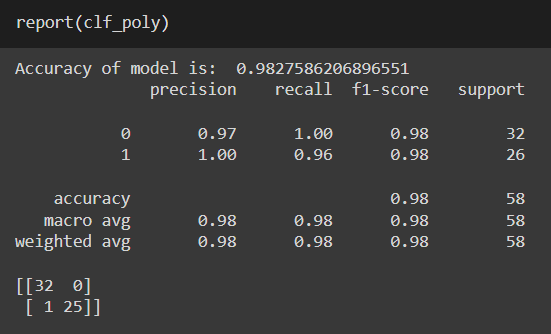 report(clf_poly)
Accuracy of model is:  0.9827586206896551
              precision    recall  f1-score   support

           0       0.97      1.00      0.98        32
           1       1.00      0.96      0.98        26

    accuracy                           0.98        58
   macro avg       0.98      0.98      0.98        58
weighted avg       0.98      0.98      0.98        58

[[32  0]
 [ 1 25]]